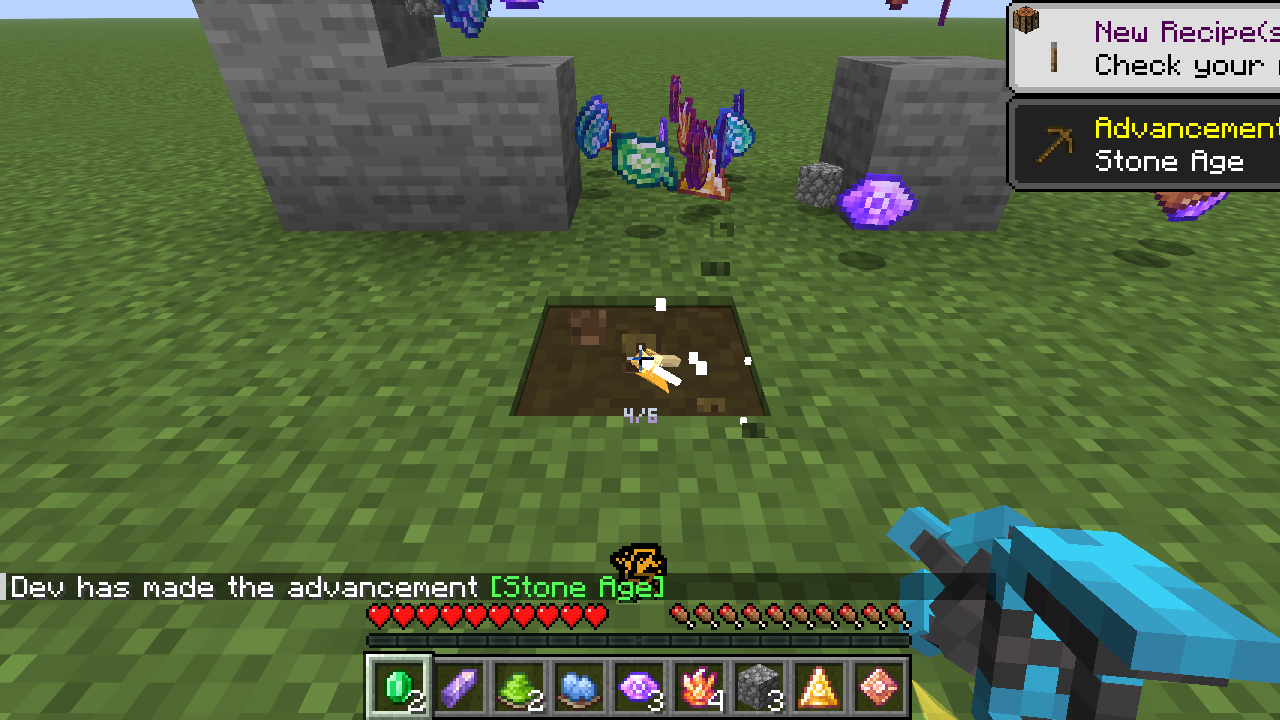 New Recipe(s
Check your
Advancement
Stone Age
4/6
Dev has made the advancement [Stone Age]
2 2 3 4 3